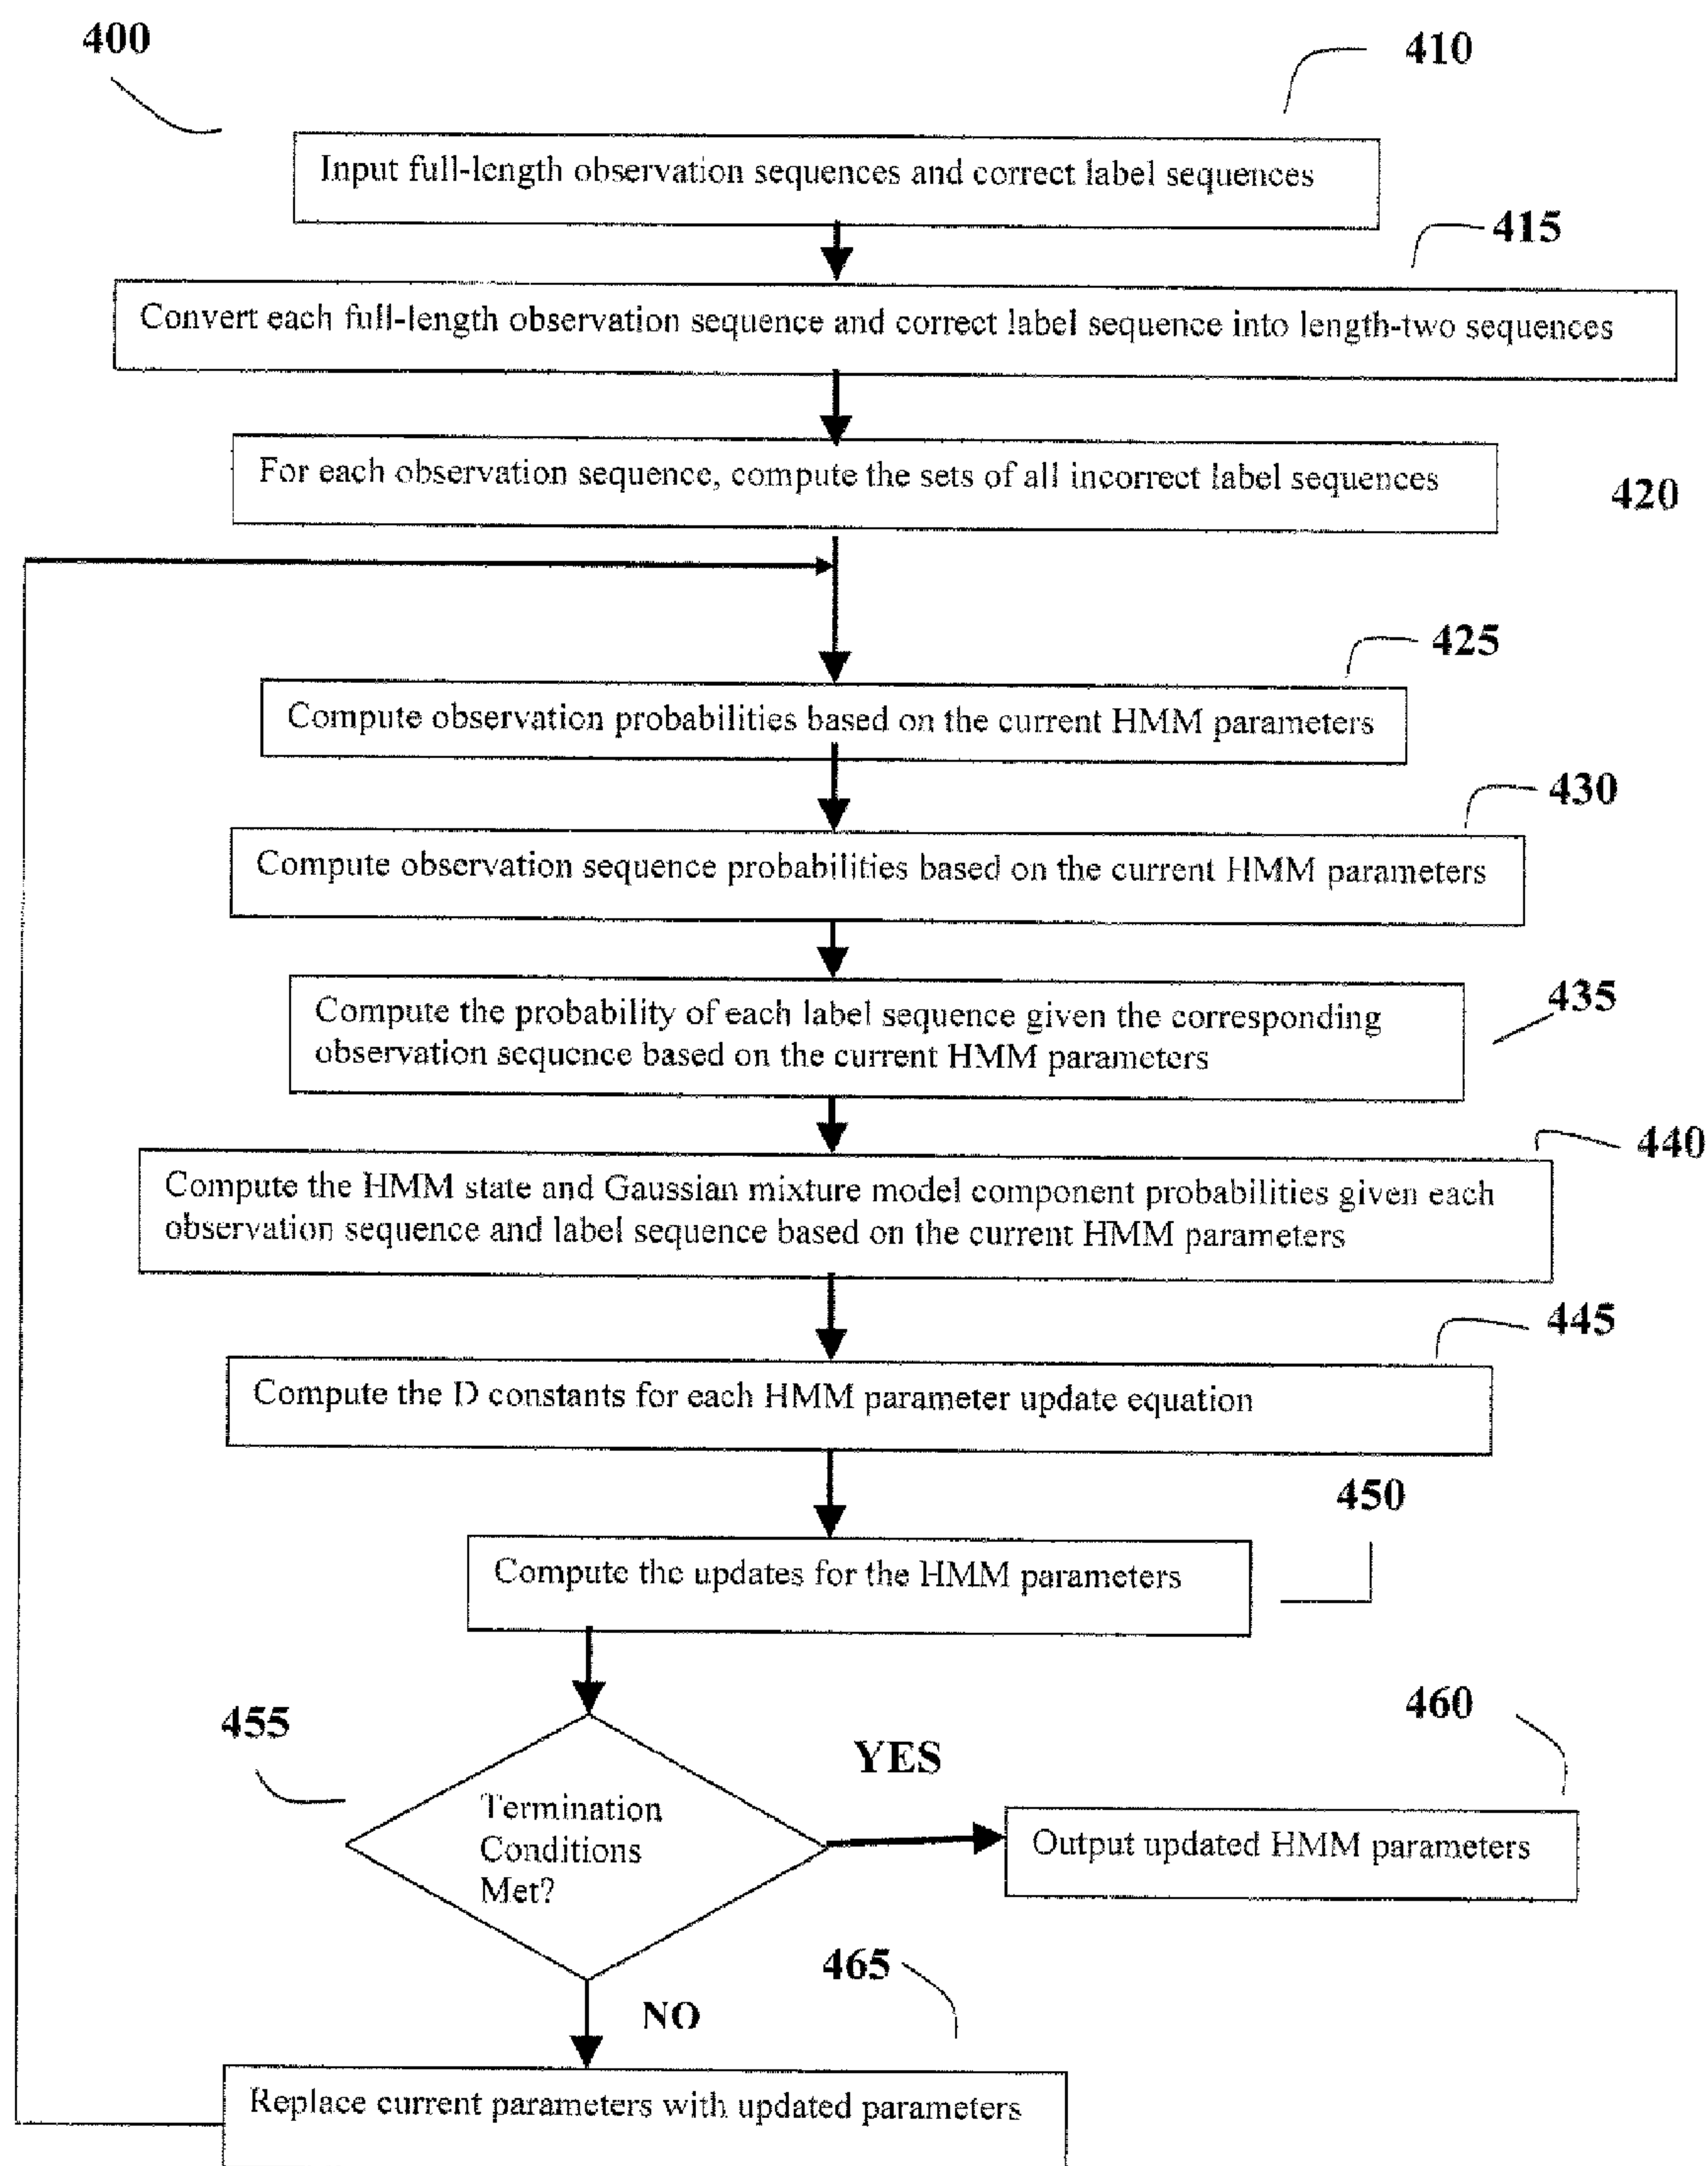 400
410
Input full-length observation sequences and correct label sequences
415
Convert each full-length observation sequence and correct label sequence into length-two sequences
For each observation sequence, compute the sets of all incorrect label sequences
420
425
Compute observation probabilities based on the current HMM parameters
430
Compute observation sequence probabilities based on the current HMM parameters
435
Compute the probability of each label sequence given the corresponding
observation sequence based on the current HMM parameters
440
Compute the HMM state and Gaussian mixture model component probabilities given each
observation sequence and label sequence based on the current HMM parameters
445
Compute the D constants for each HMM parameter update equation
450
Compute the updates for the HMM parameters
455
YES
460
Termination
Conditions
Met?
Output updated HMM parameters
465
NO
Replace current parameters with updated parameters